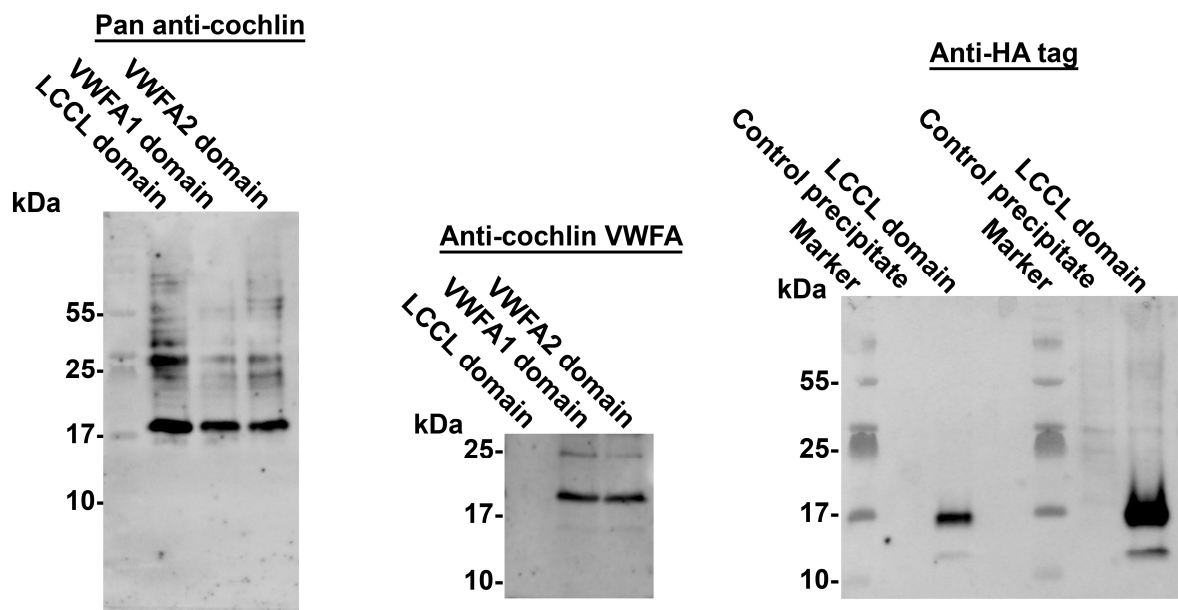 Pan anti-cochlin
LCCL domain
VWFA1 domain
VWFA2 domain
kDa
55-
25-
17-
10-
Anti-cochlin VWFA
LCCL domain
VWFA1 domain
VWFA2 domain
kDa
25-
17-
10-
Anti-HA tag
Marker
Control precipitate
LCCL domain
Marker
Control precipitate
LCCL domain
kDa
55-
25-
17-
10-